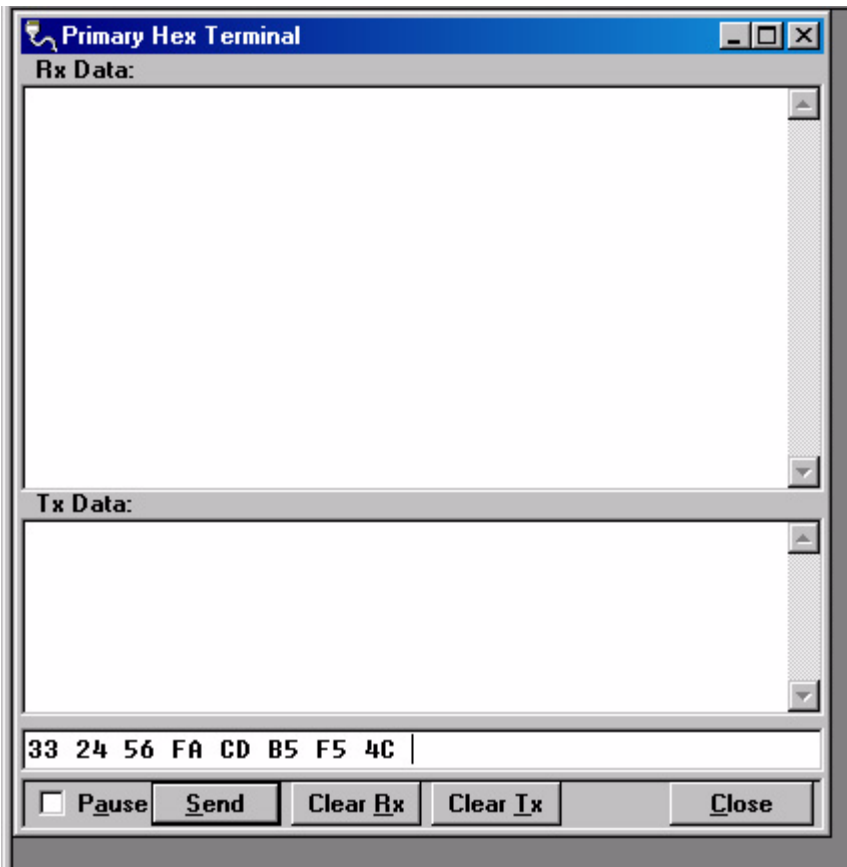 Primary Hex Terminal
Rx Data:
Tx Data:
33 24 56 FA CD B5 F5 4C
Pause Send Clear Rx Clear Tx Close